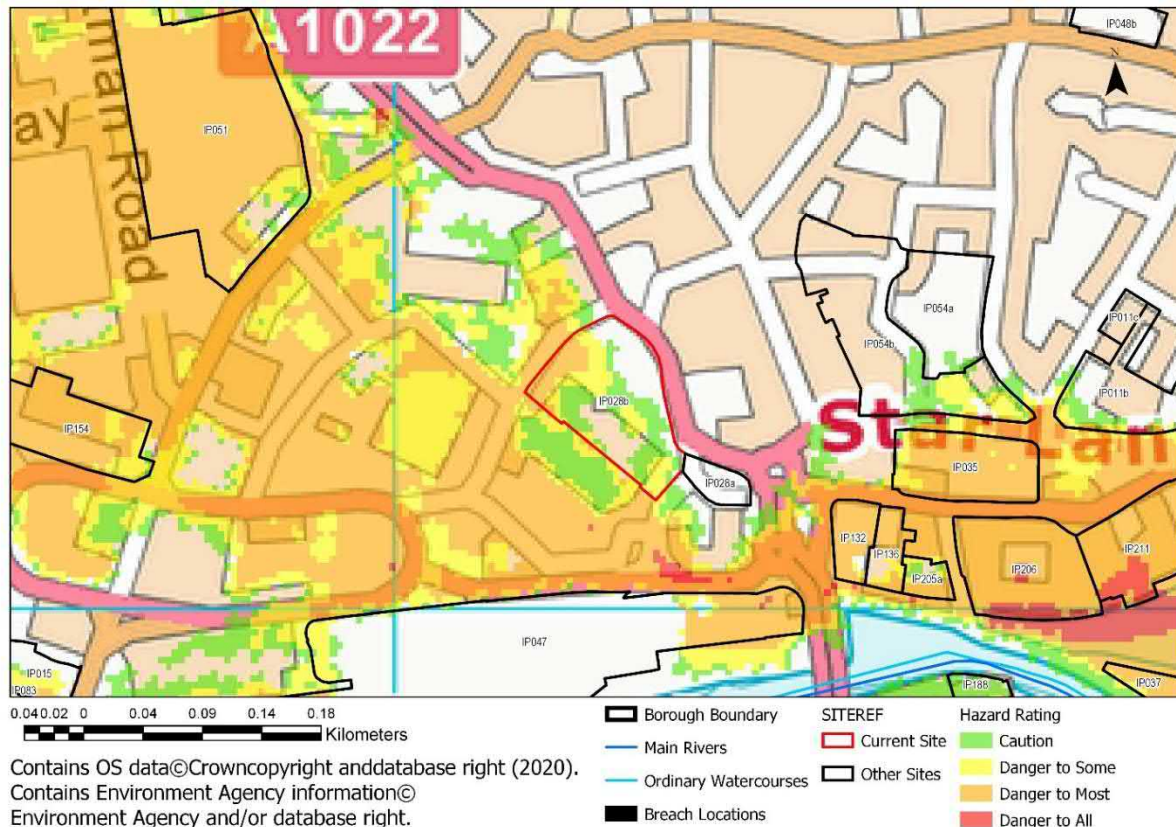 A1022
IP048b
N
man Road
ay
IP051
IP054a
IP011c
IP054b
IP011b
IP028b
Star Lan
IP154
IP035
IP028a
IP132
IP136
IP205a
IP206
IP211
IP047
IP015
IP083
IP037
IP188
0.04 0.02 0 0.04 0.09 0.14 0.18
Kilometers
Contains OS data©Crowncopyright anddatabase right (2020).
Contains Environment Agency information©
Environment Agency and/or database right.
Borough Boundary
Main Rivers
Ordinary Watercourses
Breach Locations
SITEREF
Current Site
Other Sites
Hazard Rating
Caution
Danger to Some
Danger to Most
Danger to All